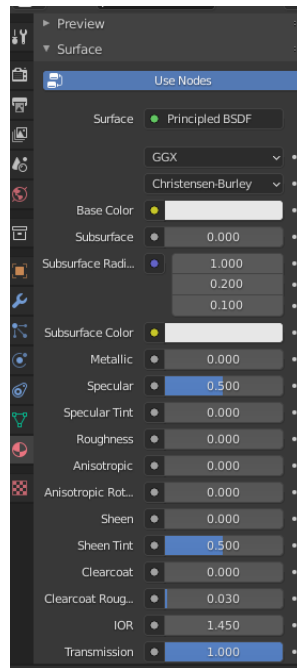 Preview
Surface
Use Nodes
Surface Principled BSDF
GGX
Christensen-Burley
Base Color
Subsurface 0.000
Subsurface Radi... 1.000
0.200
0.100
Subsurface Color
Metallic 0.000
Specular 0.500
Specular Tint 0.000
Roughness 0.000
Anisotropic 0.000
Anisotropic Rot... 0.000
Sheen 0.000
Sheen Tint 0.500
Clearcoat 0.000
Clearcoat Roug... 0.030
IOR 1.450
Transmission 1.000